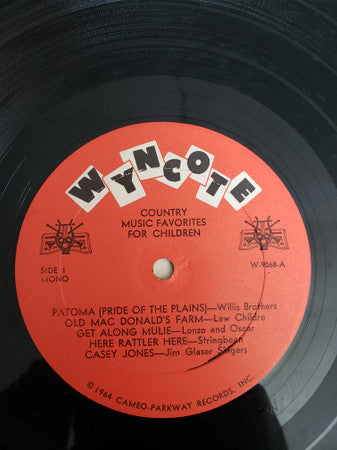 WYNCOTE
COUNTRY
MUSIC FAVORITES
FOR CHILDREN
SIDE 1
MONO
W-9068-A
PATOMA (PRIDE OF THE PLAINS)—Willis Brothers
OLD MAC DONALD'S FARM—Lew Childre
GET ALONG MULIE—Lonzo and Oscar
HERE RATTLER HERE—Stringbean
CASEY JONES—Jim Glaser Singers
© 1964 CAMEO-PARKWAY RECORDS, INC.